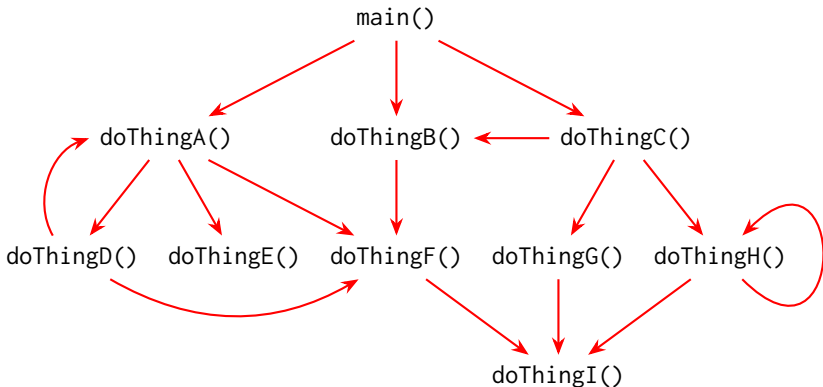 main()
doThingA() doThingB() doThingC()
doThingD() doThingE() doThingF() doThingG() doThingH()
doThingI()